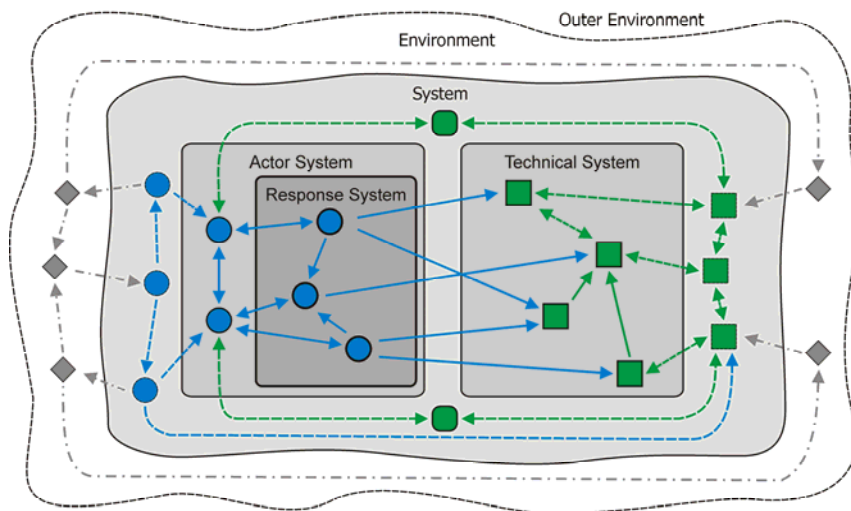 Outer Environment
Environment
System
Actor System
Technical System
Response System